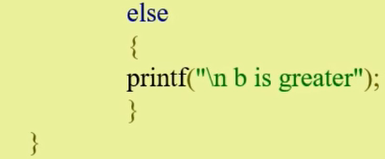 else
{
printf("\n b is greater");
}
}